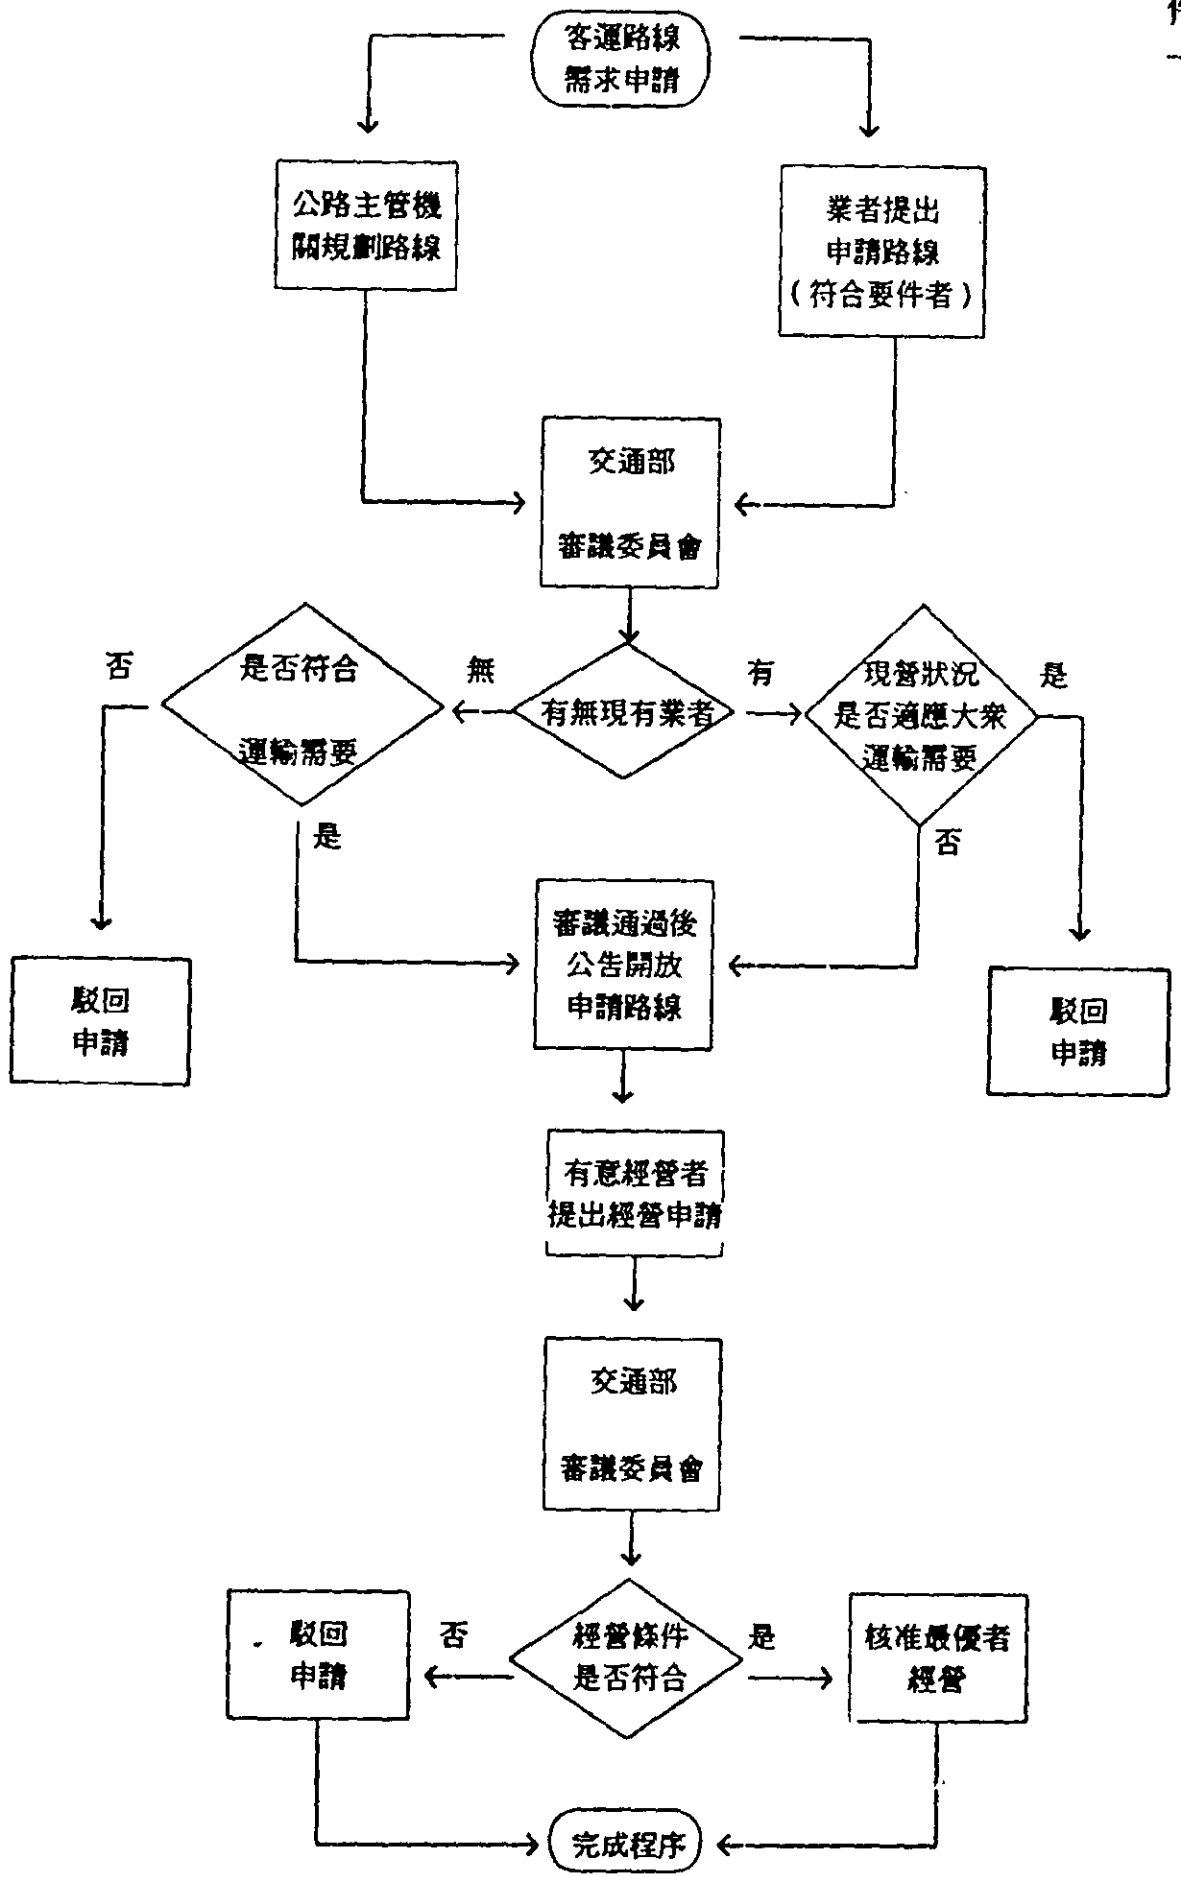 客運路線
需求申請
公路主管機
關規劃路線
業者提出
申請路線
(符合要件者)
交通部
審議委員會
否
是否符合
運輸需要
無
有無現有業者
有
現營狀況
是否適應大衆
運輸需要
是
是
否
審議通過後
公告開放
申請路線
駁回
申請
駁回
申請
有意經營者
提出經營申請
交通部
審議委員會
駁回
申請
否
經營條件
是否符合
是
核准最優者
經營
完成程序